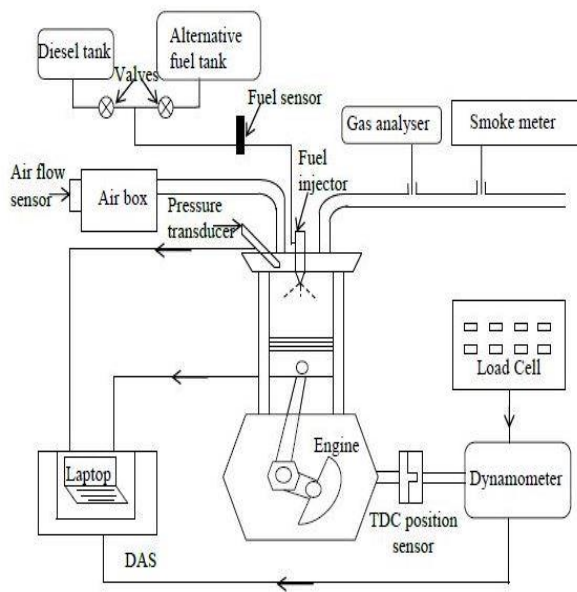 Diesel tank
Alternative
fuel tank
Valves
Fuel sensor
Gas analyser
Smoke meter
Air flow
sensor
Air box
Fuel
injector
Pressure
transducer
Load Cell
Engine
Laptop
Dynamometer
TDC position
sensor
DAS